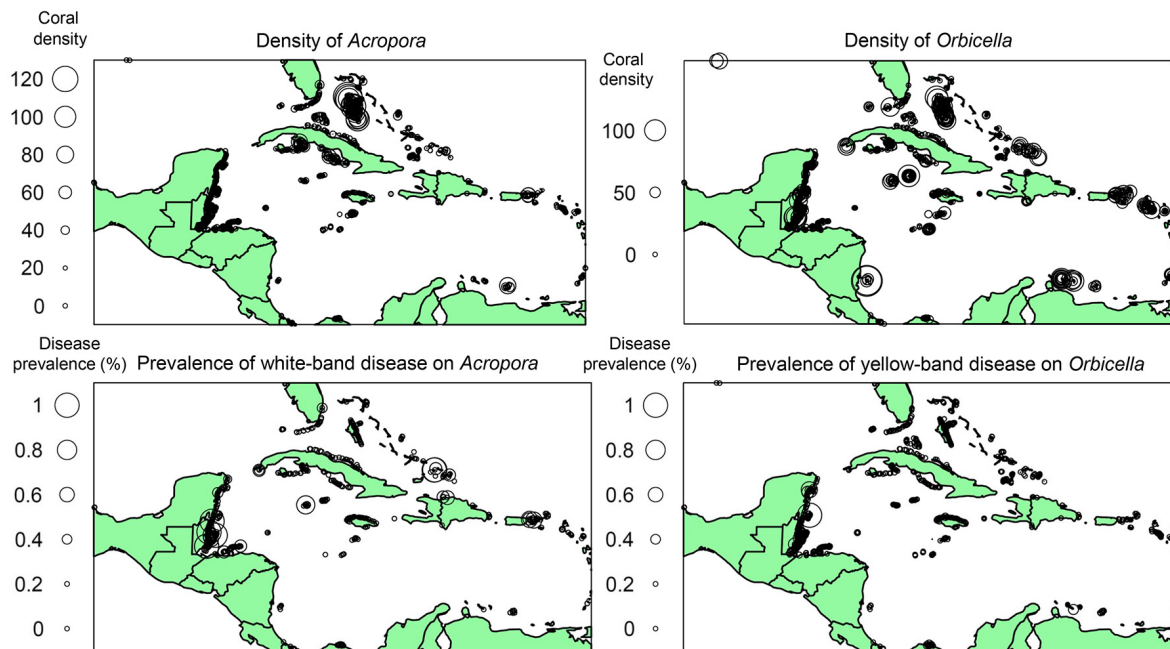 Coral
density
Density of Acropora
120
100
80
60
40
20
0
Coral
density
Density of Orbicella
100
50
0
Disease
prevalence (%)
Prevalence of white-band disease on Acropora
1
0.8
0.6
0.4
0.2
0
Disease
prevalence (%)
Prevalence of yellow-band disease on Orbicella
1
0.8
0.6
0.4
0.2
0